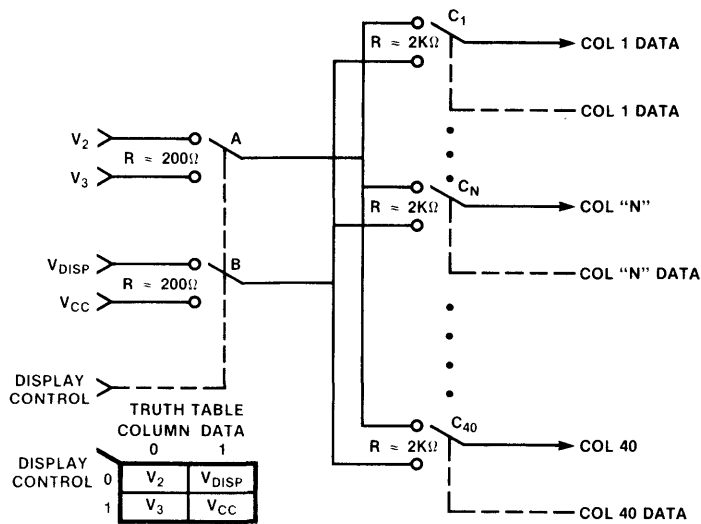 C1
R ≈ 2KΩ
COL 1 DATA
COL 1 DATA
V2
A
R ≈ 200Ω
V3
CN
R ≈ 2KΩ
COL "N"
VDISP
B
R ≈ 200Ω
COL "N" DATA
VCC
DISPLAY
CONTROL
TRUTH TABLE
COLUMN DATA
0 1
C40
R ≈ 2KΩ
COL 40
DISPLAY
CONTROL
0 V2 VDISP
1 V3 VCC
COL 40 DATA